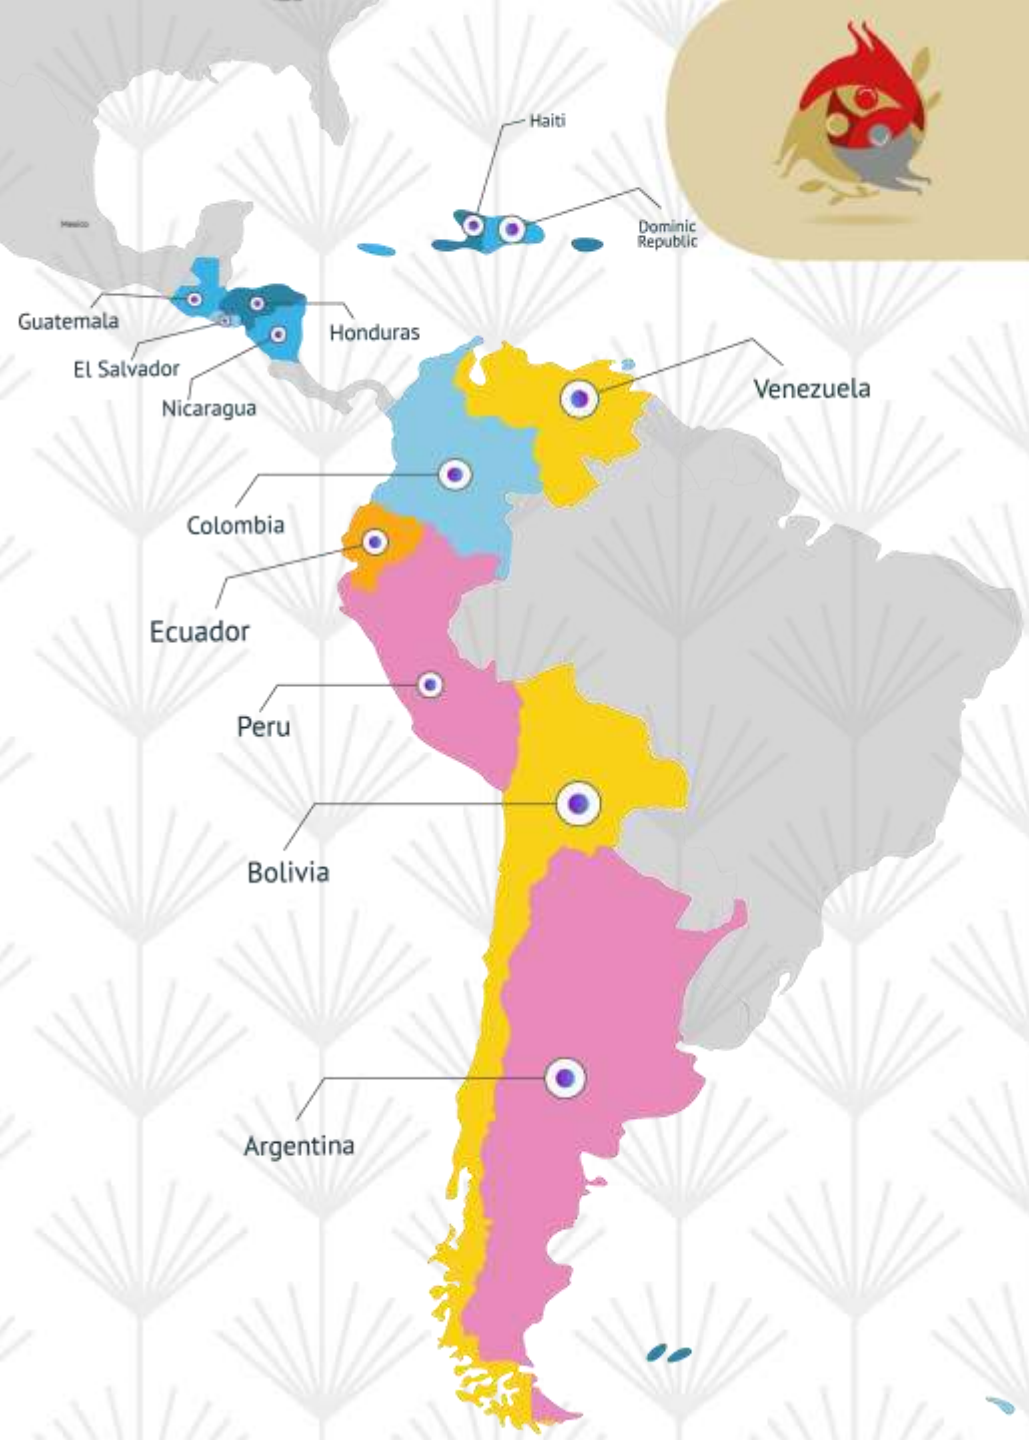 Haiti
Dominic
Republic
Mexico
Guatemala
Honduras
El Salvador
Nicaragua
Venezuela
Colombia
Ecuador
Peru
Bolivia
Argentina